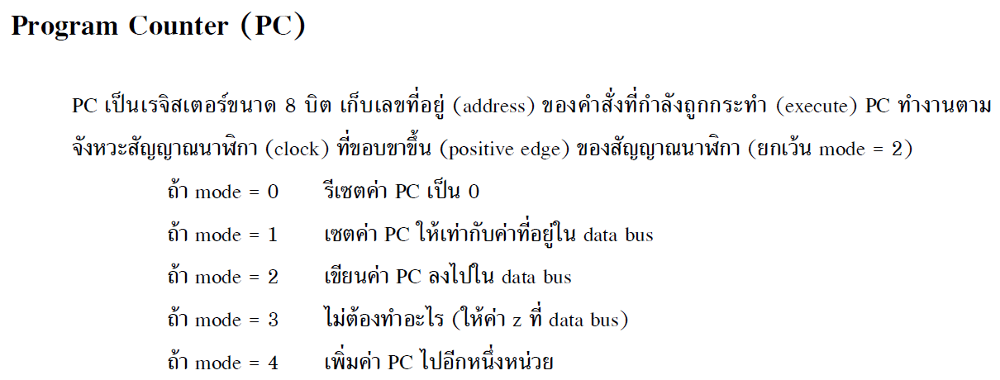 Program Counter (PC)
PC เป็นเรจิสเตอร์ขนาด 8 บิต เก็บเลขที่อยู่ (address) ของคำสั่งที่กำลังถูกกระทำ (execute) PC ทำงานตาม
จังหวะสัญญาณนาฬิกา (clock) ที่ขอบขาขึ้น (positive edge) ของสัญญาณนาฬิกา (ยกเว้น mode = 2)
ถ้า mode = 0 รีเซตค่า PC เป็น 0
ถ้า mode = 1 เซตค่า PC ให้เท่ากับค่าที่อยู่ใน data bus
ถ้า mode = 2 เขียนค่า PC ลงไปใน data bus
ถ้า mode = 3 ไม่ต้องทำอะไร (ให้ค่า z ที่ data bus)
ถ้า mode = 4 เพิ่มค่า PC ไปอีกหนึ่งหน่วย